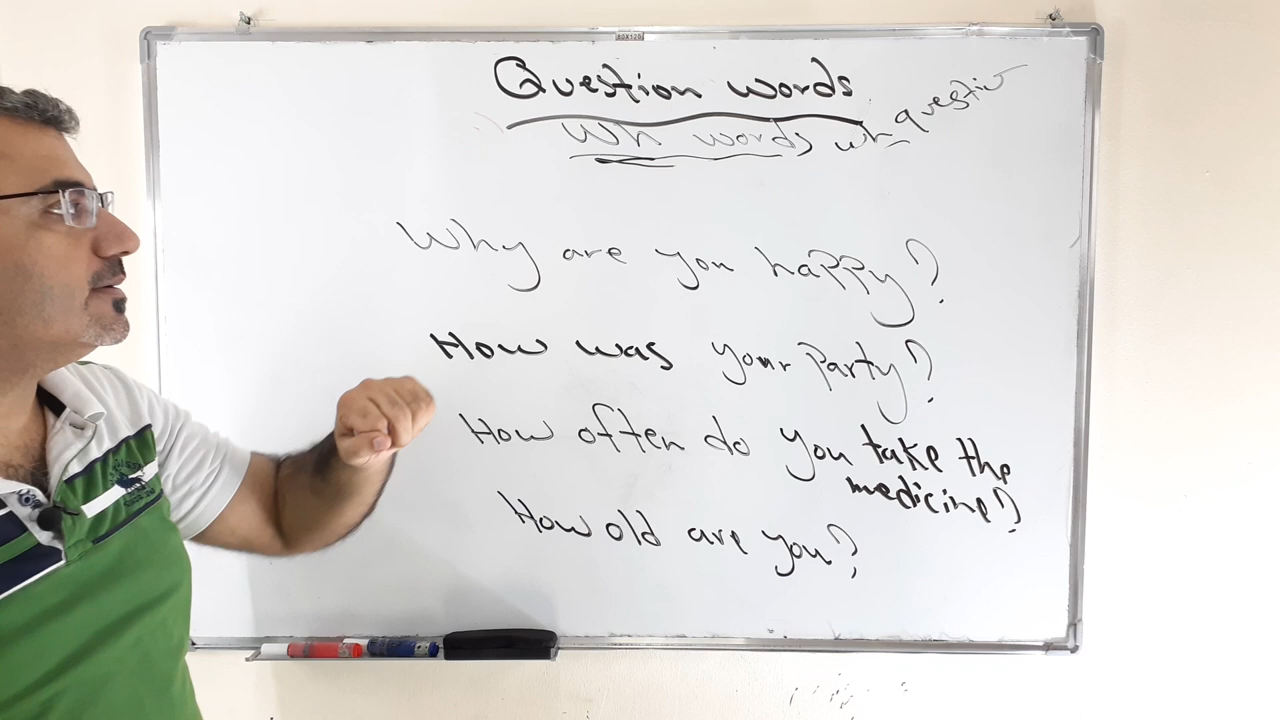 60X120
Question words
Wh words wh question
Why are you happy?
How was your party?
How often do you take the
medicine?
How old are you?